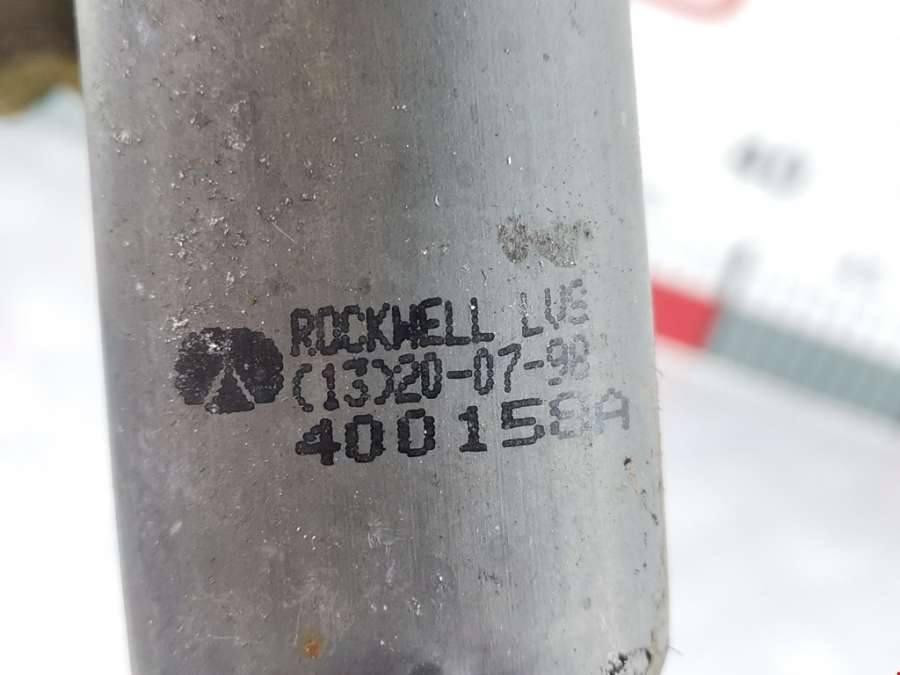 ROCKWELL LVS
(13)20-07-98
400158A